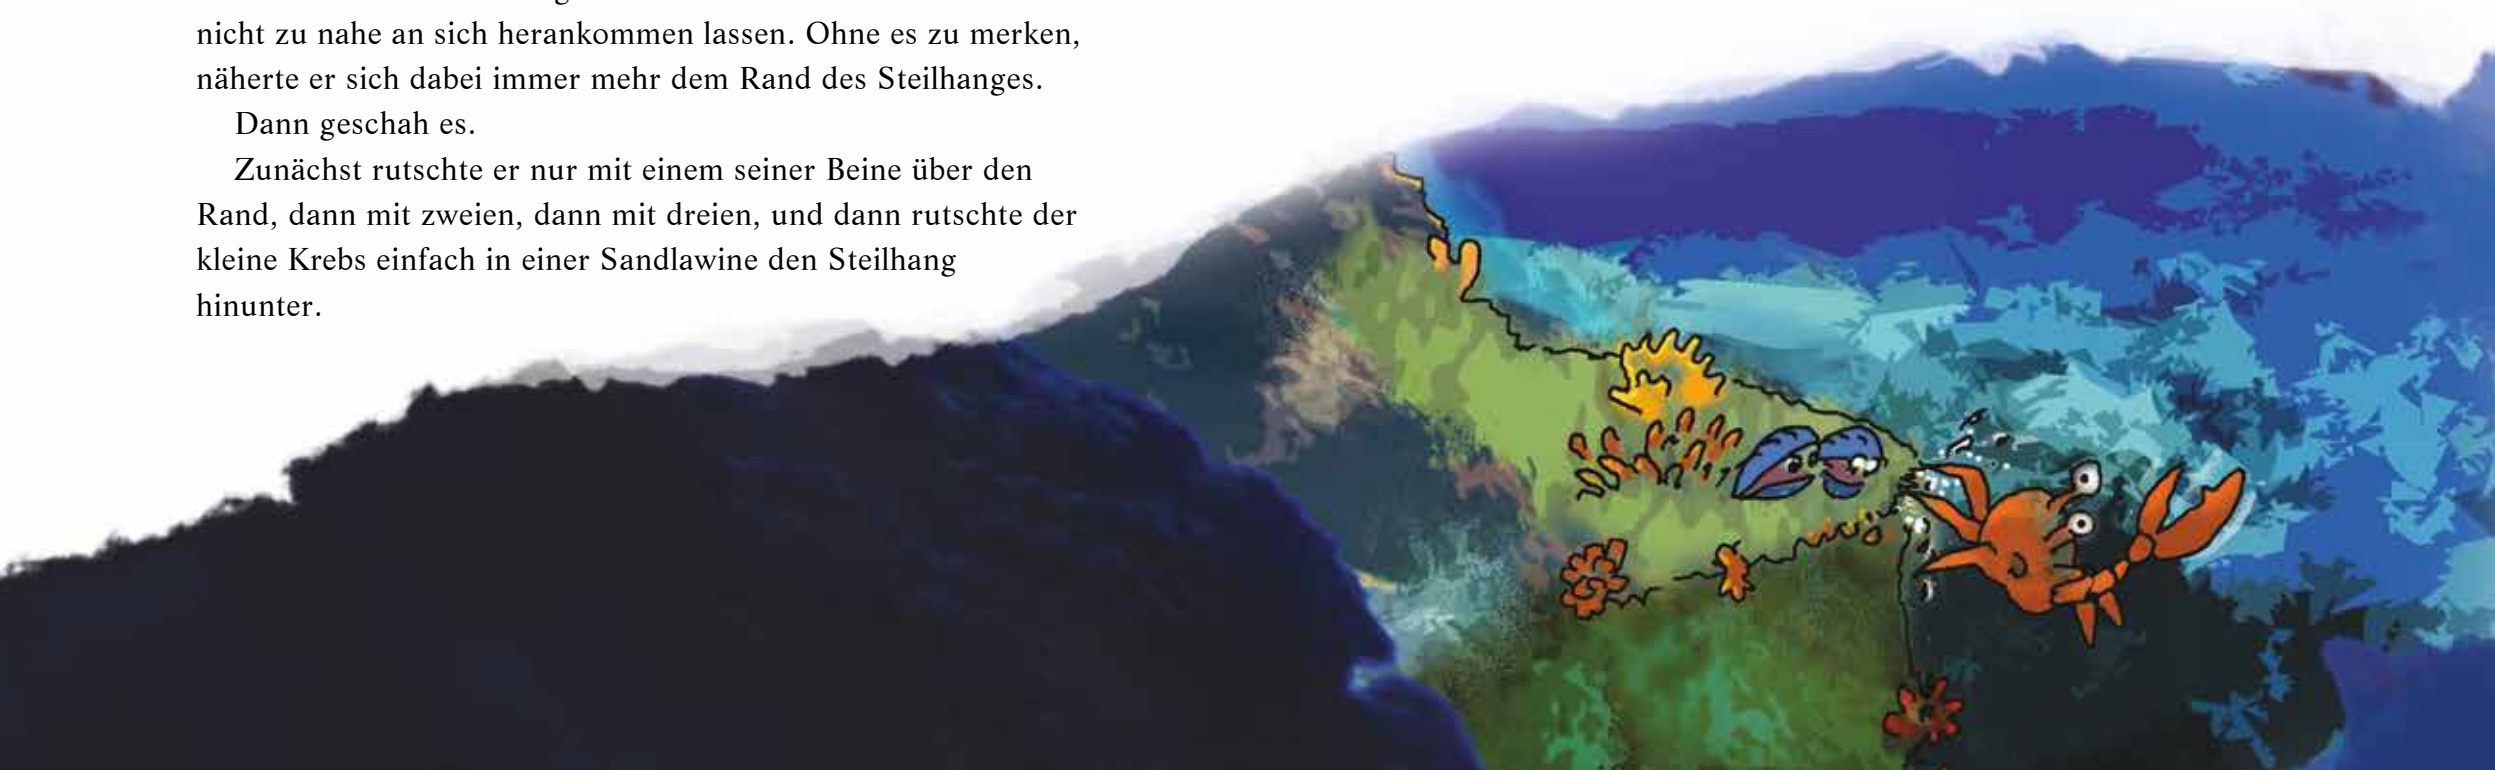 nicht zu nahe an sich herankommen lassen. Ohne es zu merken,
näherte er sich dabei immer mehr dem Rand des Steilhanges.
Dann geschah es.
Zunächst rutschte er nur mit einem seiner Beine über den
Rand, dann mit zweien, dann mit dreien, und dann rutschte der
kleine Krebs einfach in einer Sandlawine den Steilhang
hinunter.